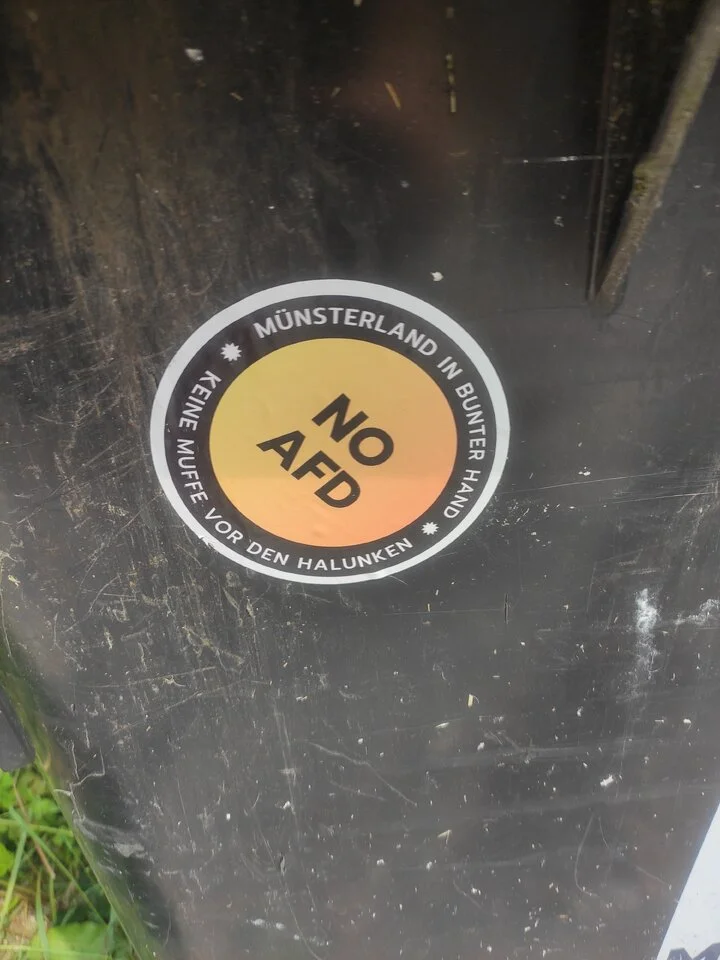 MÜNSTERLAND IN BUNTER HAND
NO
AFD
KEINE MUFFE VOR DEN HALUNKEN